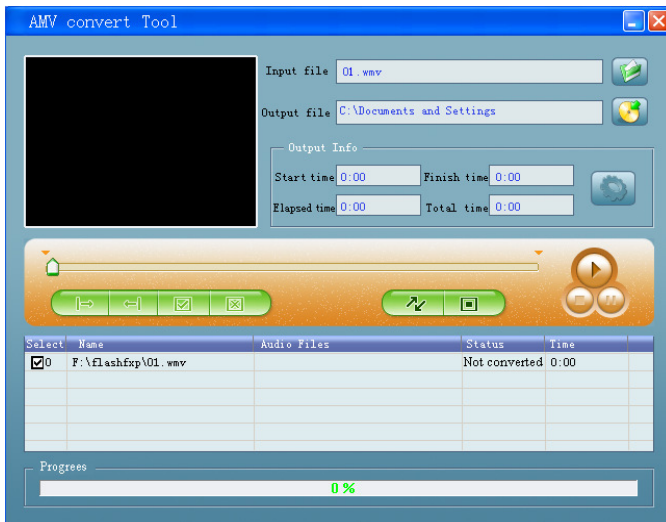 AMV convert Tool
Input file 01.wmv
Output file C:\Documents and Settings
Output Info
Start time 0:00 Finish time 0:00
Elapsed time 0:00 Total time 0:00
Select Name Audio Files Status Time
0 F:\flashfxp\01.wmv Not converted 0:00
Progrees
0 %